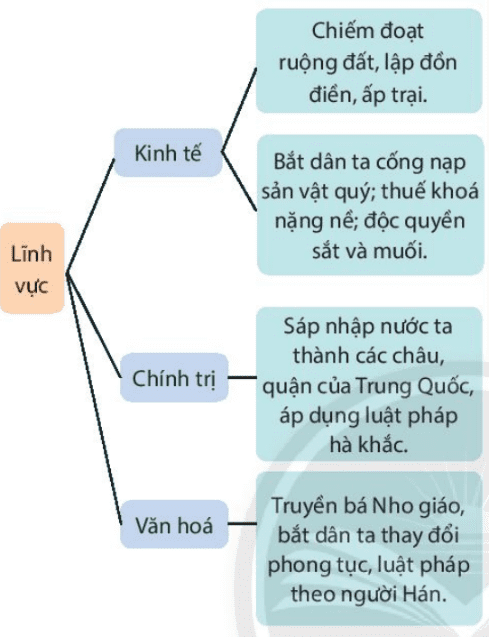 Lĩnh
vực
Kinh tế
Chiếm đoạt
ruộng đất, lập đồn
điền, ấp trại.
Bắt dân ta cống nạp
sản vật quý; thuế khoá
nặng nề; độc quyền
sắt và muối.
Chính trị
Sáp nhập nước ta
thành các châu,
quận của Trung Quốc,
áp dụng luật pháp
hà khắc.
Văn hoá
Truyền bá Nho giáo,
bắt dân ta thay đổi
phong tục, luật pháp
theo người Hán.